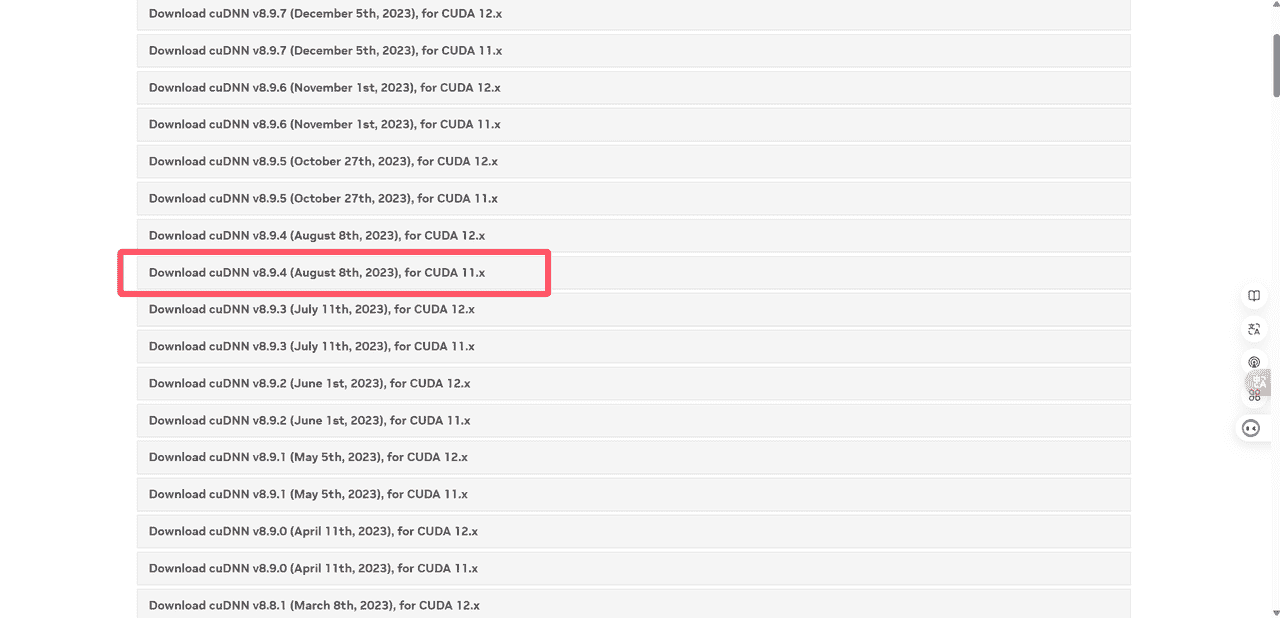 Download cuDNN v8.9.7 (December 5th, 2023), for CUDA 12.x
Download cuDNN v8.9.7 (December 5th, 2023), for CUDA 11.x
Download cuDNN v8.9.6 (November 1st, 2023), for CUDA 12.x
Download cuDNN v8.9.6 (November 1st, 2023), for CUDA 11.x
Download cuDNN v8.9.5 (October 27th, 2023), for CUDA 12.x
Download cuDNN v8.9.5 (October 27th, 2023), for CUDA 11.x
Download cuDNN v8.9.4 (August 8th, 2023), for CUDA 12.x
Download cuDNN v8.9.4 (August 8th, 2023), for CUDA 11.x
Download cuDNN v8.9.3 (July 11th, 2023), for CUDA 12.x
Download cuDNN v8.9.3 (July 11th, 2023), for CUDA 11.x
Download cuDNN v8.9.2 (June 1st, 2023), for CUDA 12.x
Download cuDNN v8.9.2 (June 1st, 2023), for CUDA 11.x
Download cuDNN v8.9.1 (May 5th, 2023), for CUDA 12.x
Download cuDNN v8.9.1 (May 5th, 2023), for CUDA 11.x
Download cuDNN v8.9.0 (April 11th, 2023), for CUDA 12.x
Download cuDNN v8.9.0 (April 11th, 2023), for CUDA 11.x
Download cuDNN v8.8.1 (March 8th, 2023), for CUDA 12.x